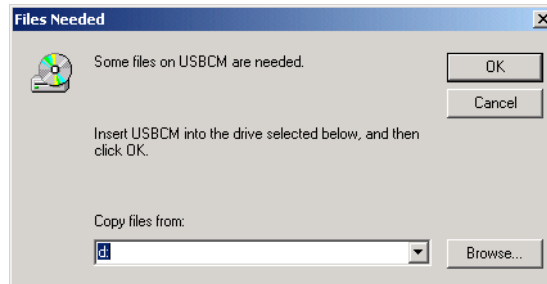 Files Needed
Some files on USBCM are needed.
OK
Cancel
Insert USBCM into the drive selected below, and then
click OK.
Copy files from:
d:
Browse...